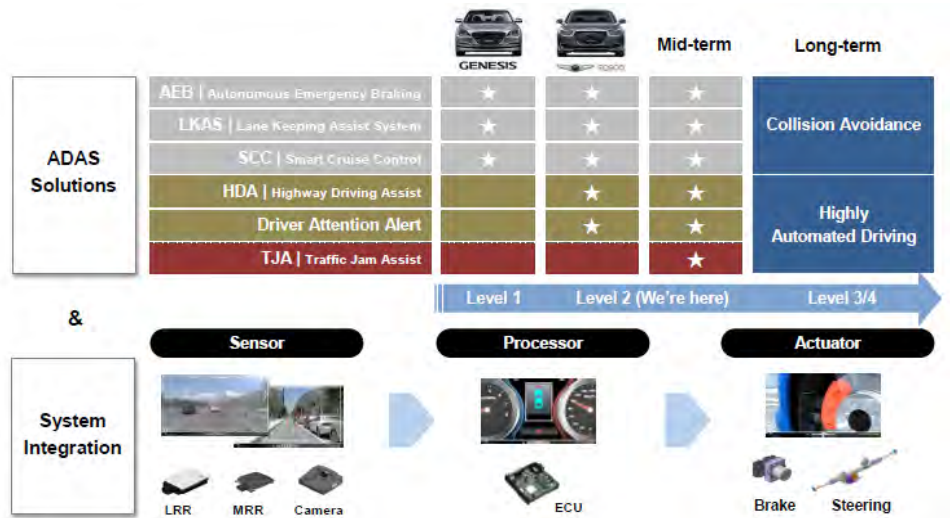 Mid-term
Long-term
GENESIS
EQ900
ADAS
Solutions
AEB | Autonomous Emergency Braking
★ ★ ★
LKAS | Lane Keeping Assist System
★ ★ ★
SCC | Smart Cruise Control
★ ★ ★
Collision Avoidance
HDA | Highway Driving Assist
★ ★
Driver Attention Alert
★ ★
TJA | Traffic Jam Assist
★
Highly
Automated Driving
Level 1
Level 2 (We're here)
Level 3/4
&
System
Integration
Sensor
Processor
Actuator
LRR
MRR
Camera
ECU
Brake
Steering